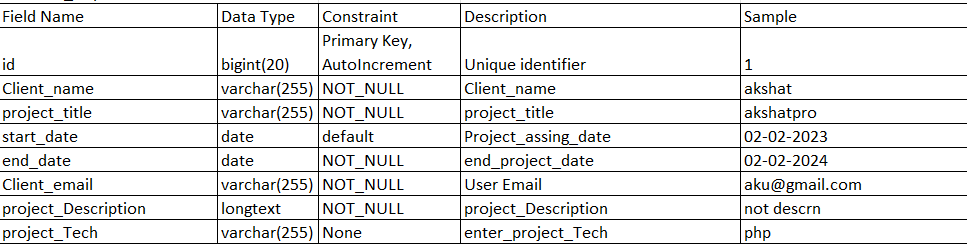 Field Name Data Type Constraint Description Sample
id bigint(20) Primary Key, AutoIncrement Unique identifier 1
Client_name varchar(255) NOT_NULL Client_name akshat
project_title varchar(255) NOT_NULL project_title akshatpro
start_date date default Project_assing_date 02-02-2023
end_date date NOT_NULL end_project_date 02-02-2024
Client_email varchar(255) NOT_NULL User Email aku@gmail.com
project_Description longtext NOT_NULL project_Description not descrn
project_Tech varchar(255) None enter_project_Tech php